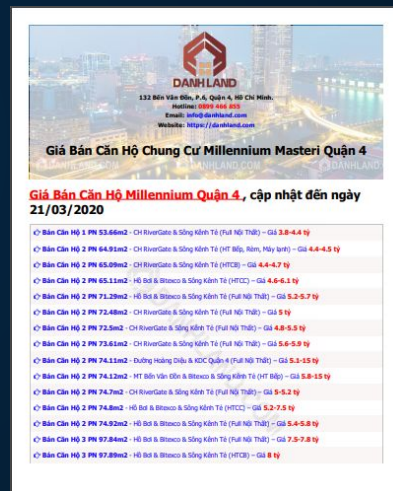 DANHLAND
132 Bến Vân Đồn, P.6, Quận 4, Hồ Chí Minh.
Hotline: 0899 466 855
Email: info@danhland.com
Website: https://danhland.com
Giá Bán Căn Hộ Chung Cư Millennium Masteri Quận 4
Giá Bán Căn Hộ Millennium Quận 4 , cập nhật đến ngày
21/03/2020
Bán Căn Hộ 1 PN 53.66m2 - CH RiverGate & Sông Kênh Tẻ (Full Nội Thất) – Giá 3.8-4.4 tỷ
Bán Căn Hộ 2 PN 64.91m2 - CH RiverGate & Sông Kênh Tẻ (HT Bếp, Rèm, Máy lạnh) – Giá 4.4-4.5 tỷ
Bán Căn Hộ 2 PN 65.09m2 - CH RiverGate & Sông Kênh Tẻ (HTCB) – Giá 4.4-4.7 tỷ
Bán Căn Hộ 2 PN 65.11m2 - Hồ Bơi & Bitexco & Sông Kênh Tẻ (HTCC) – Giá 4.6-6.1 tỷ
Bán Căn Hộ 2 PN 71.29m2 - Hồ Bơi & Bitexco & Sông Kênh Tẻ (Full Nội Thất) – Giá 5.2-5.7 tỷ
Bán Căn Hộ 2 PN 72.48m2 - CH RiverGate & Sông Kênh Tẻ (Full Nội Thất) – Giá 5 tỷ
Bán Căn Hộ 2 PN 72.5m2 - CH RiverGate & Sông Kênh Tẻ (Full Nội Thất) – Giá 4.8-5.5 tỷ
Bán Căn Hộ 2 PN 73.61m2 - CH RiverGate & Sông Kênh Tẻ (Full Nội Thất) – Giá 5.6-5.9 tỷ
Bán Căn Hộ 2 PN 74.11m2 - Đường Hoàng Diệu & KDC Quận 4 (Full Nội Thất) – Giá 5.1-15 tỷ
Bán Căn Hộ 2 PN 74.12m2 - MT Bến Vân Đồn & Bitexco & Sông Kênh Tẻ (HT Bếp) – Giá 5.8-15 tỷ
Bán Căn Hộ 2 PN 74.7m2 - CH RiverGate & Sông Kênh Tẻ (Full Nội Thất) – Giá 5-5.2 tỷ
Bán Căn Hộ 2 PN 74.8m2 - Hồ Bơi & Bitexco & Sông Kênh Tẻ (HTCC) – Giá 5.2-7.5 tỷ
Bán Căn Hộ 2 PN 74.92m2 - Hồ Bơi & Bitexco & Sông Kênh Tẻ (Full Nội Thất) – Giá 5.4-5.8 tỷ
Bán Căn Hộ 3 PN 97.84m2 - Hồ Bơi & Bitexco & Sông Kênh Tẻ (Full Nội Thất) – Giá 7.5-7.8 tỷ
Bán Căn Hộ 3 PN 97.89m2 - Hồ Bơi & Bitexco & Sông Kênh Tẻ (HTCB) – Giá 8 tỷ